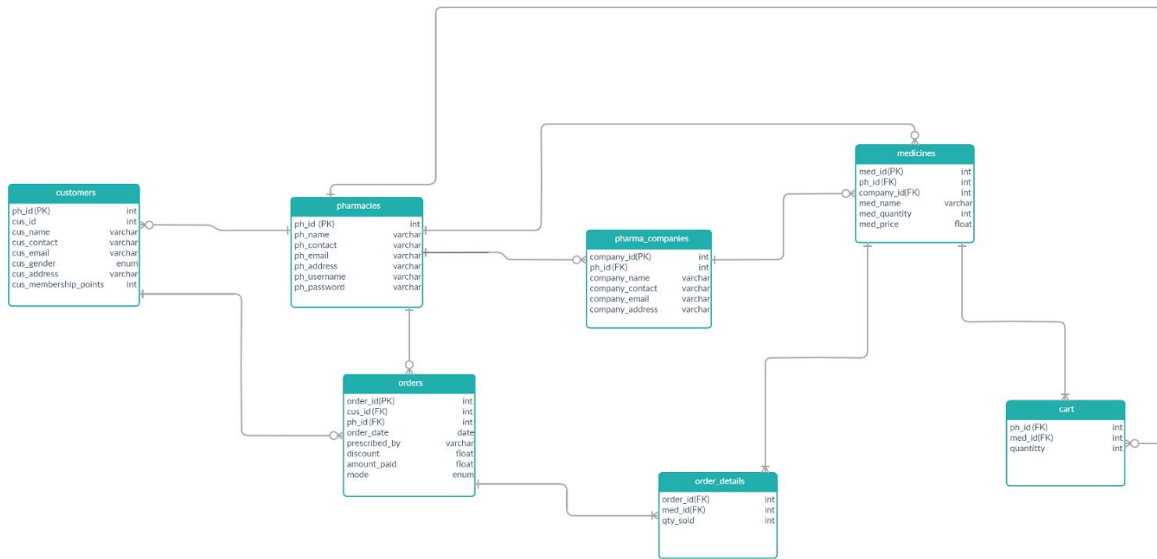 customers
ph_id(PK) int
cus_id int
cus_name varchar
cus_contact varchar
cus_email varchar
cus_gender enum
cus_address varchar
cus_membership_points int
pharmacies
ph_id (PK) int
ph_name varchar
ph_contact varchar
ph_email varchar
ph_address varchar
ph_username varchar
ph_password varchar
pharma_companies
company_id(PK) int
ph_id(FK) int
company_name varchar
company_contact varchar
company_email varchar
company_address varchar
medicines
med_id(PK) int
ph_id(FK) int
company_id(FK) int
med_name varchar
med_quantity int
med_price float
orders
order_id(PK) int
cus_id(FK) int
ph_id(FK) int
order_date date
prescribed_by varchar
discount float
amount_paid float
mode enum
order_details
order_id(FK) int
med_id(FK) int
qty_sold int
cart
ph_id(FK) int
med_id(FK) int
quantitty int